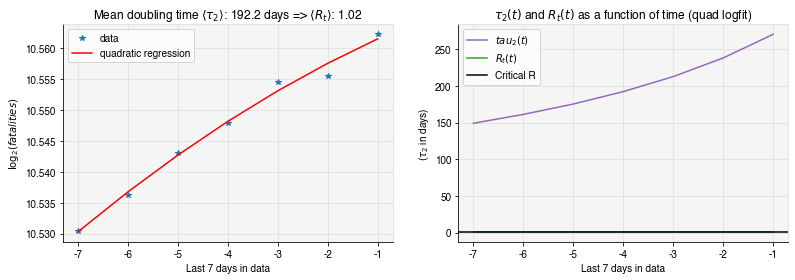 Mean doubling time ⟨τ₂⟩: 192.2 days => ⟨Rₜ⟩: 1.02
data
quadratic regression
log₂(fatalities)
10.560
10.555
10.550
10.545
10.540
10.535
10.530
-7 -6 -5 -4 -3 -2 -1
Last 7 days in data
τ₂(t) and Rₜ(t) as a function of time (quad logfit)
tau₂(t)
Rₜ(t)
Critical R
(τ₂ in days)
250
200
150
100
50
0
-7 -6 -5 -4 -3 -2 -1
Last 7 days in data